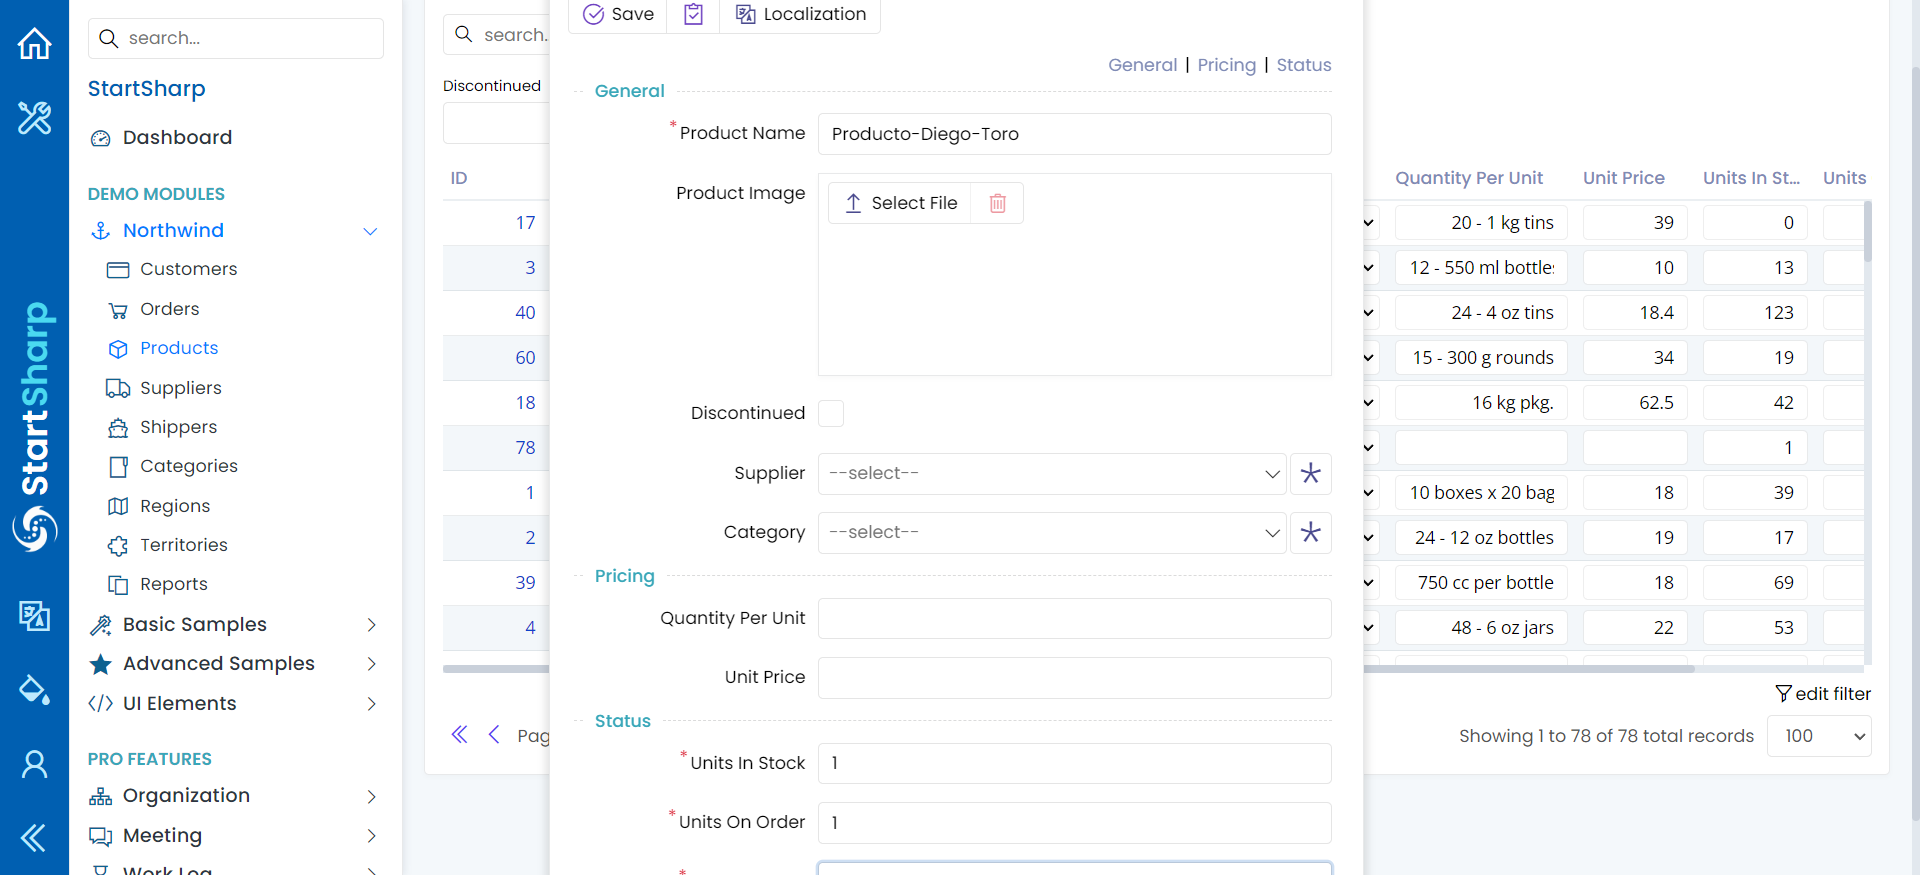 search...
StartSharp
Dashboard
DEMO MODULES
Northwind
Customers
Orders
Products
Suppliers
Shippers
Categories
Regions
Territories
Reports
Basic Samples
Advanced Samples
UI Elements
PRO FEATURES
Organization
Meeting
Work Log
StartSharp
search.
Discontinued
ID
17
3
40
60
18
78
1
2
39
4
Pag
Save
Localization
General | Pricing | Status
General
* Product Name Producto-Diego-Toro
Product Image Select File
Discontinued
Supplier --select--
Category --select--
Pricing
Quantity Per Unit
Unit Price
Status
* Units In Stock 1
* Units On Order 1
*
Quantity Per Unit Unit Price Units In St... Units
20 - 1 kg tins 39 0
12 - 550 ml bottles 10 13
24 - 4 oz tins 18.4 123
15 - 300 g rounds 34 19
16 kg pkg. 62.5 42
1
10 boxes x 20 bag 18 39
24 - 12 oz bottles 19 17
750 cc per bottle 18 69
48 - 6 oz jars 22 53
edit filter
Showing 1 to 78 of 78 total records 100